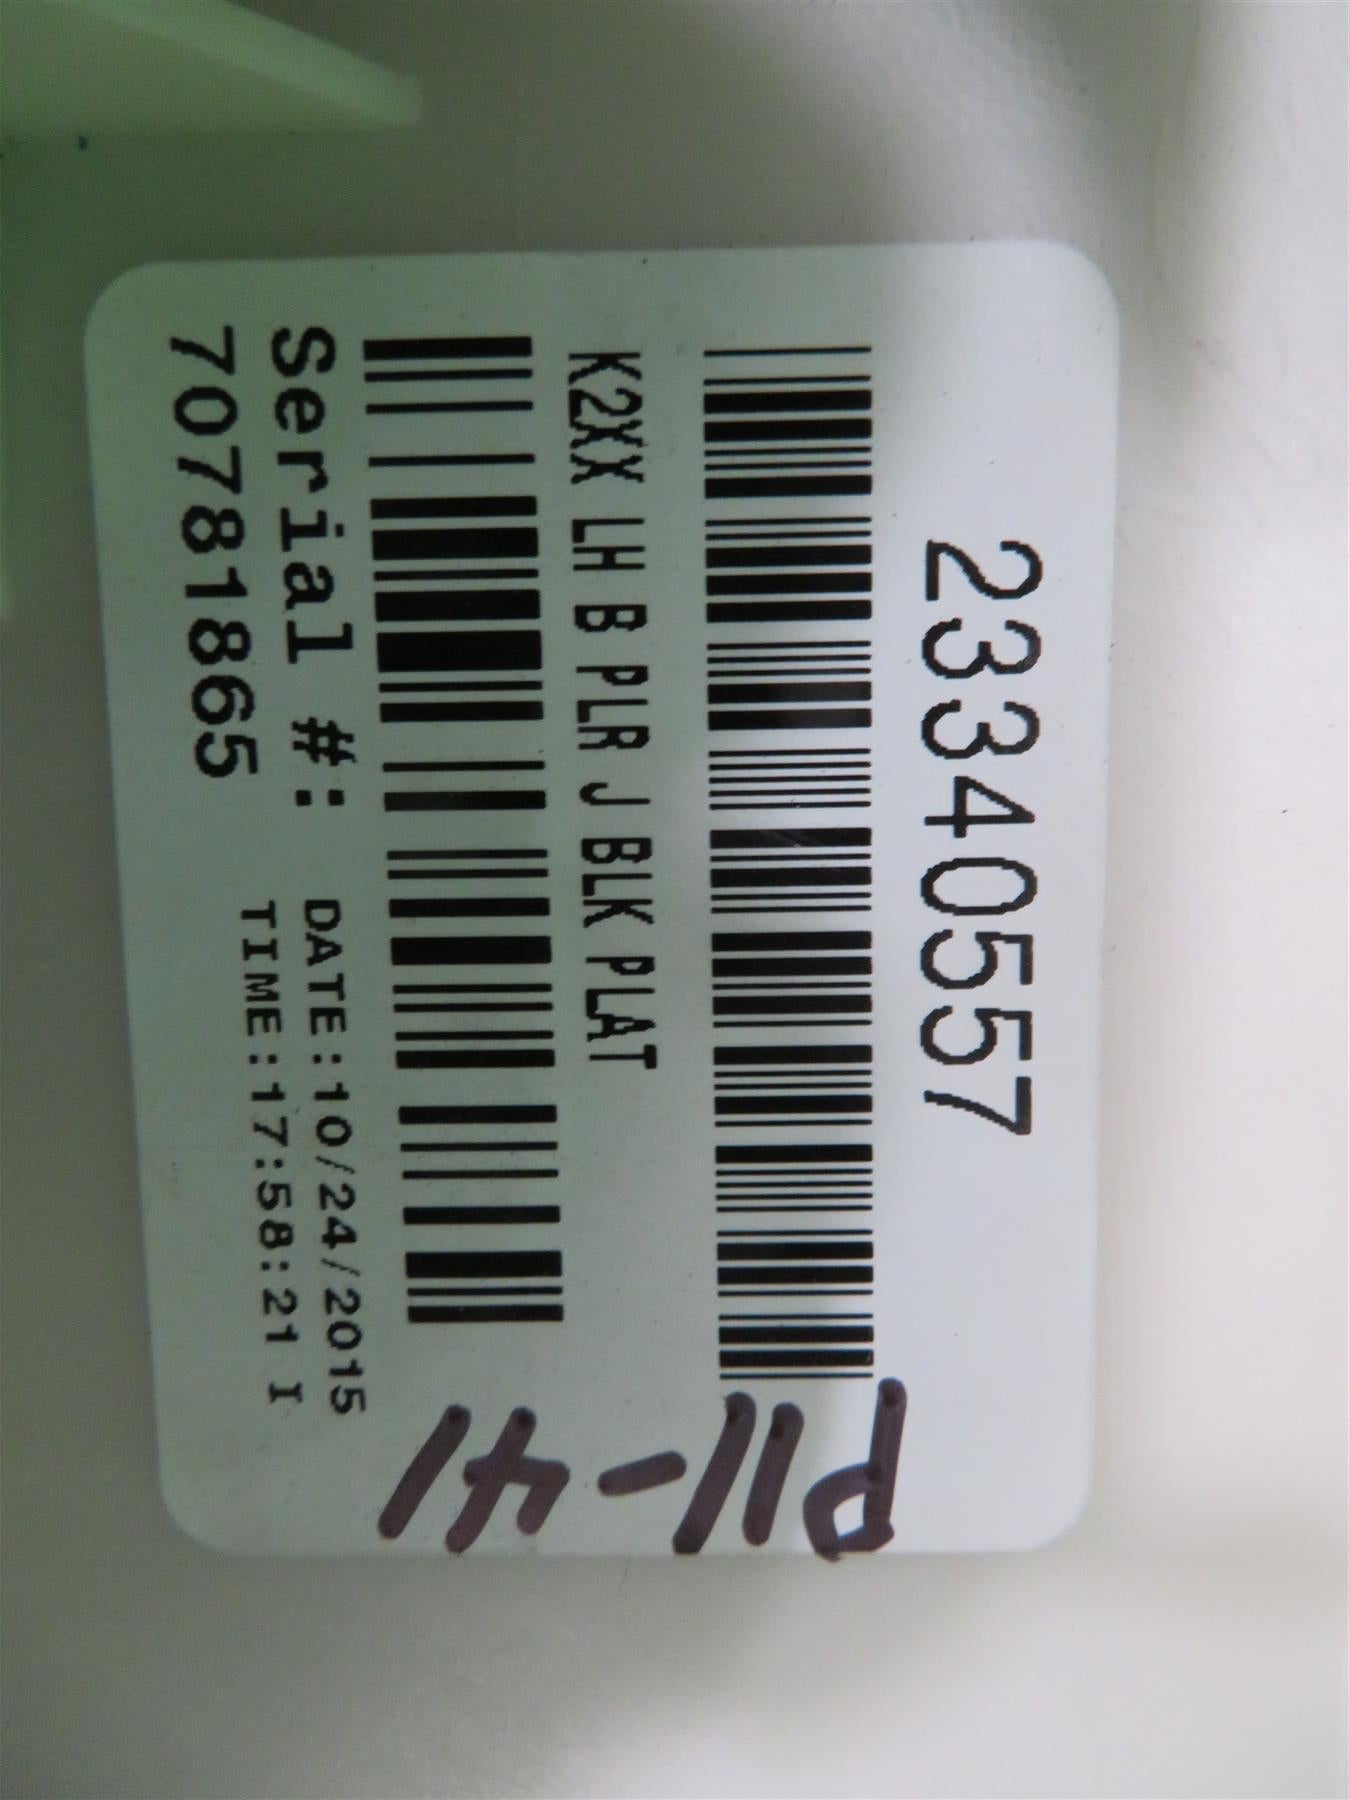 23340557
K2XX LH B PLR J BLK PLAT
Serial #:
70781865
DATE:10/24/2015
TIME:17:58:21 I
P11-41